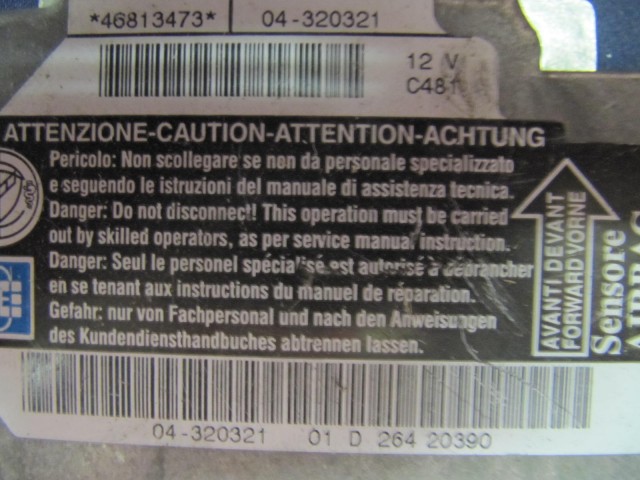 *46813473*
04-320321
12 V
C481
ATTENZIONE-CAUTION-ATTENTION-ACHTUNG
Pericolo: Non scollegare se non da personale specializzato
e seguendo le istruzioni del manuale di assistenza tecnica.
Danger: Do not disconnect! This operation must be carried
out by skilled operators, as per service manual instruction.
Danger: Seul le personel spécialisé est autorisé à débrancher
en se tenant aux instructions du manuel de réparation.
Gefahr: nur von Fachpersonal und nach den Anweisungen
des Kundendiensthandbuches abtrennen lassen.
AVANTI DEVANT
FORWARD VORNE
Sensore
04-320321 01 D 264 20390